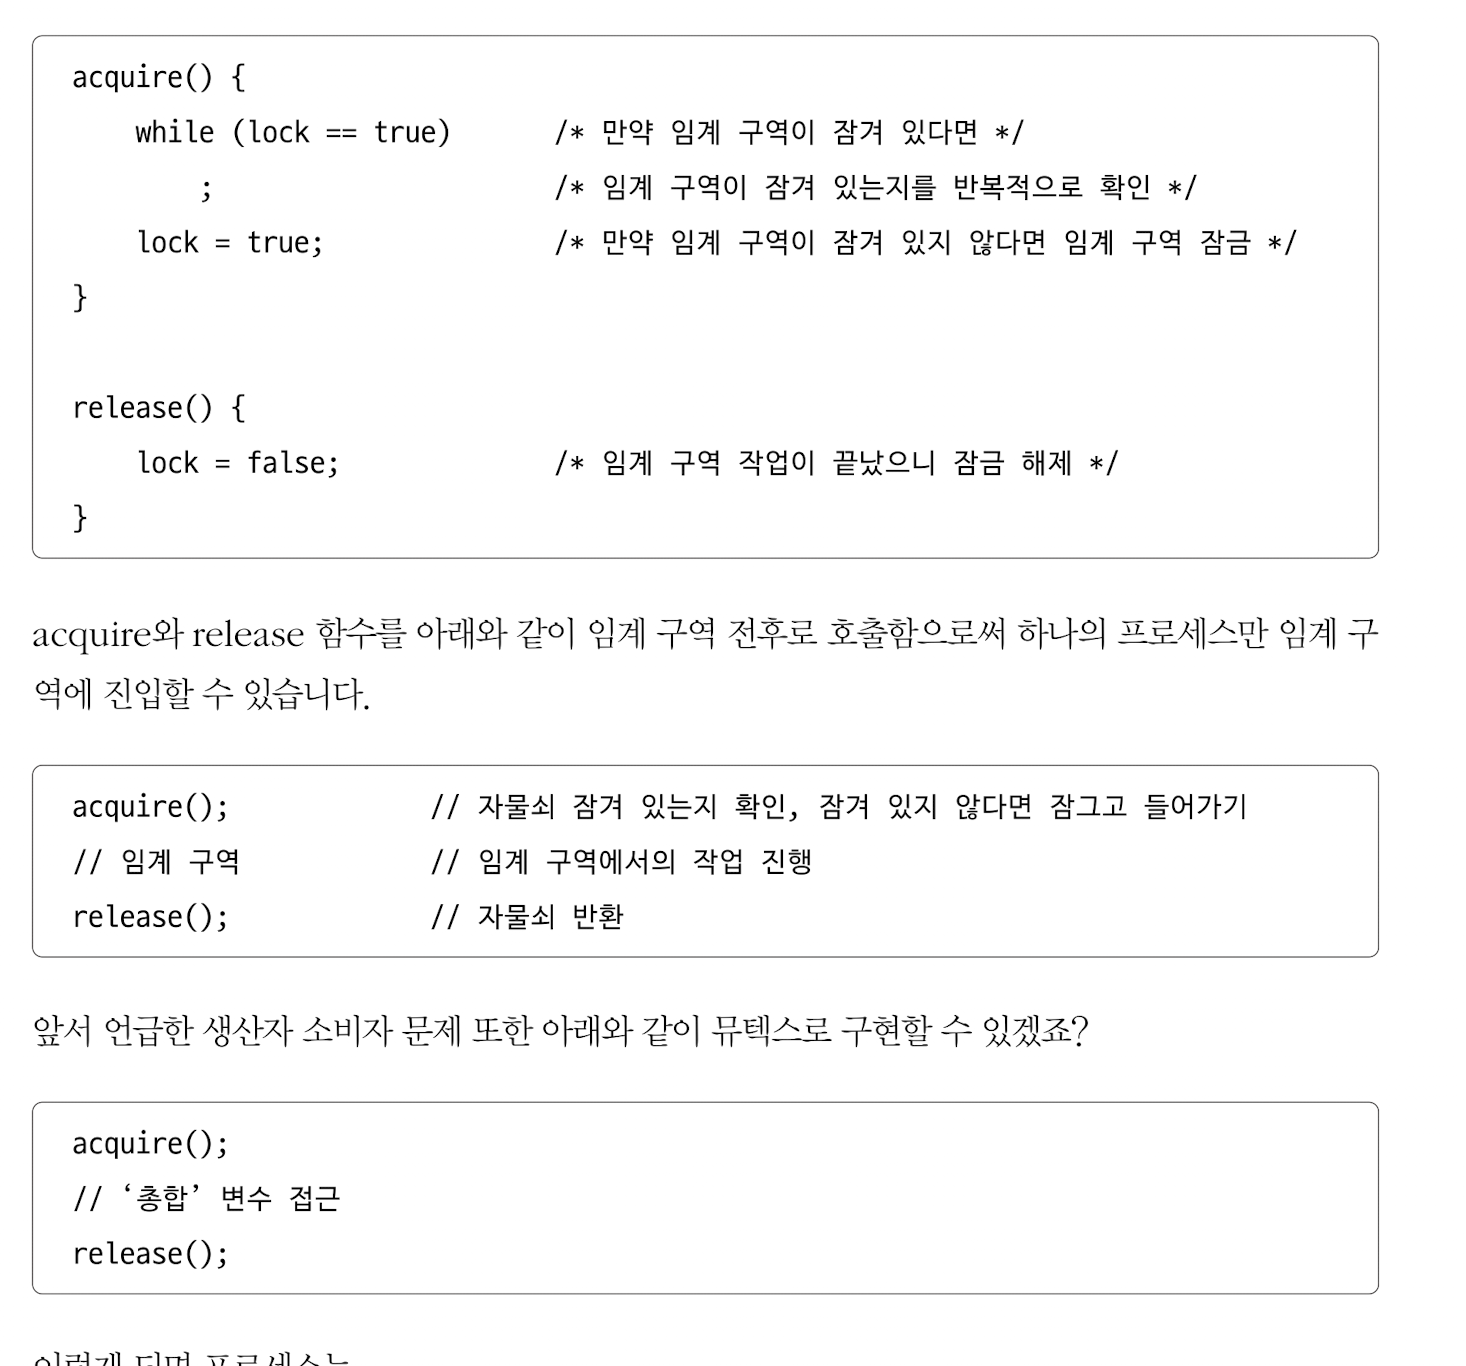 acquire() {
while (lock == true) /* 만약 임계 구역이 잠겨 있다면 */
; /* 임계 구역이 잠겨 있는지를 반복적으로 확인 */
lock = true; /* 만약 임계 구역이 잠겨 있지 않다면 임계 구역 잠금 */
}
release() {
lock = false; /* 임계 구역 작업이 끝났으니 잠금 해제 */
}
acquire와 release 함수를 아래와 같이 임계 구역 전후로 호출함으로써 하나의 프로세스만 임계 구
역에 진입할 수 있습니다.
acquire(); // 자물쇠 잠겨 있는지 확인, 잠겨 있지 않다면 잠그고 들어가기
// 임계 구역 // 임계 구역에서의 작업 진행
release(); // 자물쇠 반환
앞서 언급한 생산자 소비자 문제 또한 아래와 같이 뮤텍스로 구현할 수 있겠죠?
acquire();
// ‘총합’ 변수 접근
release();
이렇게 되면 프로세스는